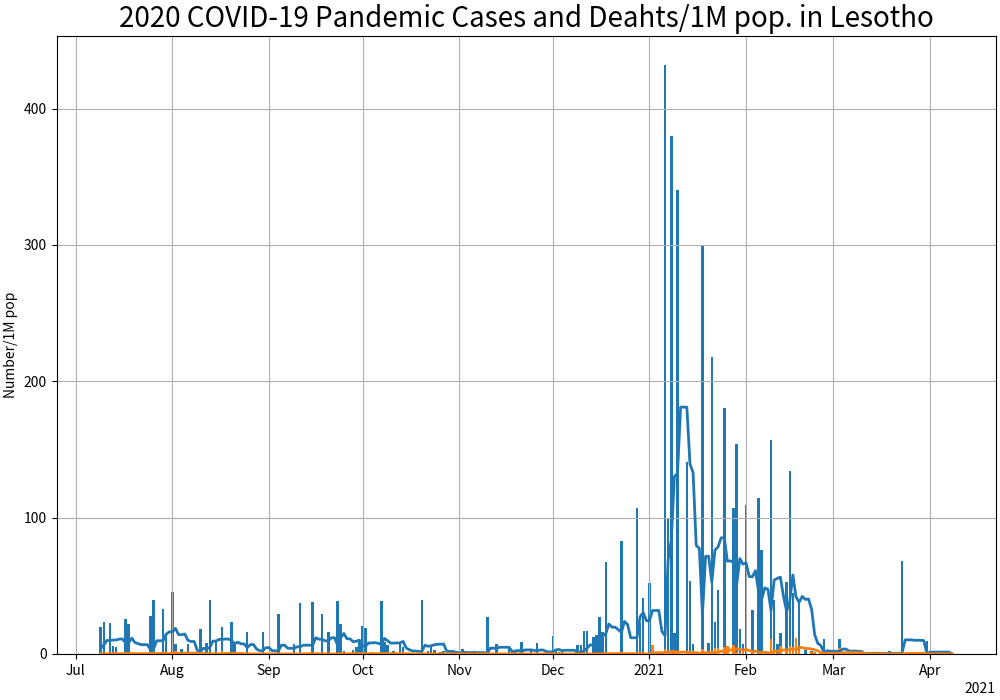 2020 COVID-19 Pandemic Cases and Deahts/1M pop. in Lesotho
Number/1M pop
400
300
200
100
0
Jul Aug Sep Oct Nov Dec 2021 Feb Mar Apr
2021